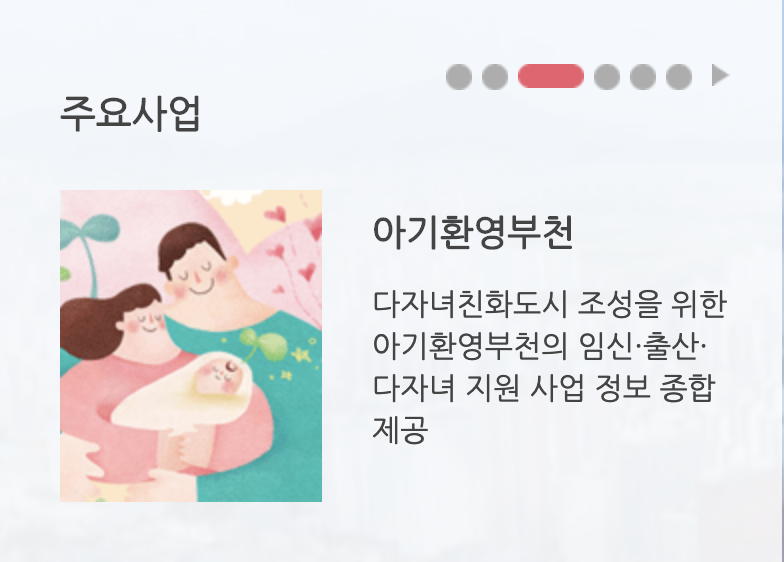 주요사업
아기환영부천
다자녀친화도시 조성을 위한
아기환영부천의 임신·출산·
다자녀 지원 사업 정보 종합
제공